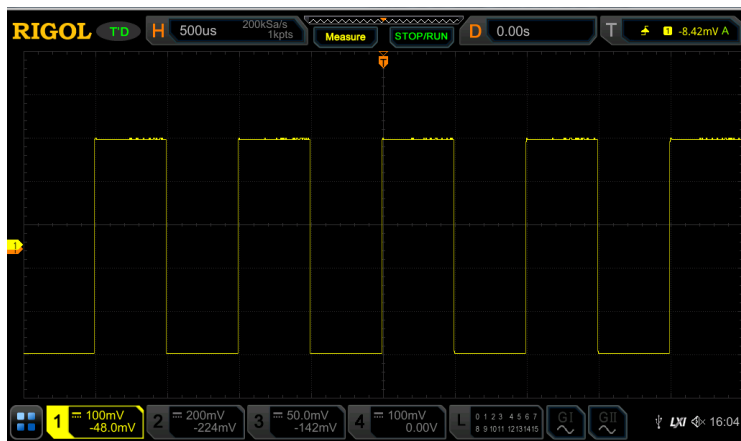 RIGOL T'D H 500us 200kSa/s 1kpts Measure STOP/RUN D 0.00s T 1 -8.42mV A
T
1
1 100mV -48.0mV 2 200mV -224mV 3 50.0mV -142mV 4 100mV 0.00V L 0 1 2 3 4 5 6 7 8 9 10 11 12 13 14 15 GI GII LXI 16:04